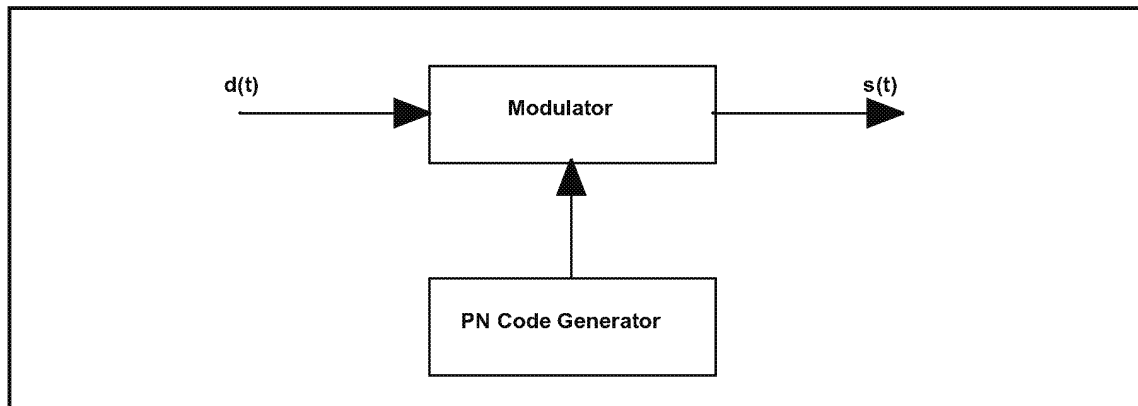 d(t)
Modulator
s(t)
PN Code Generator